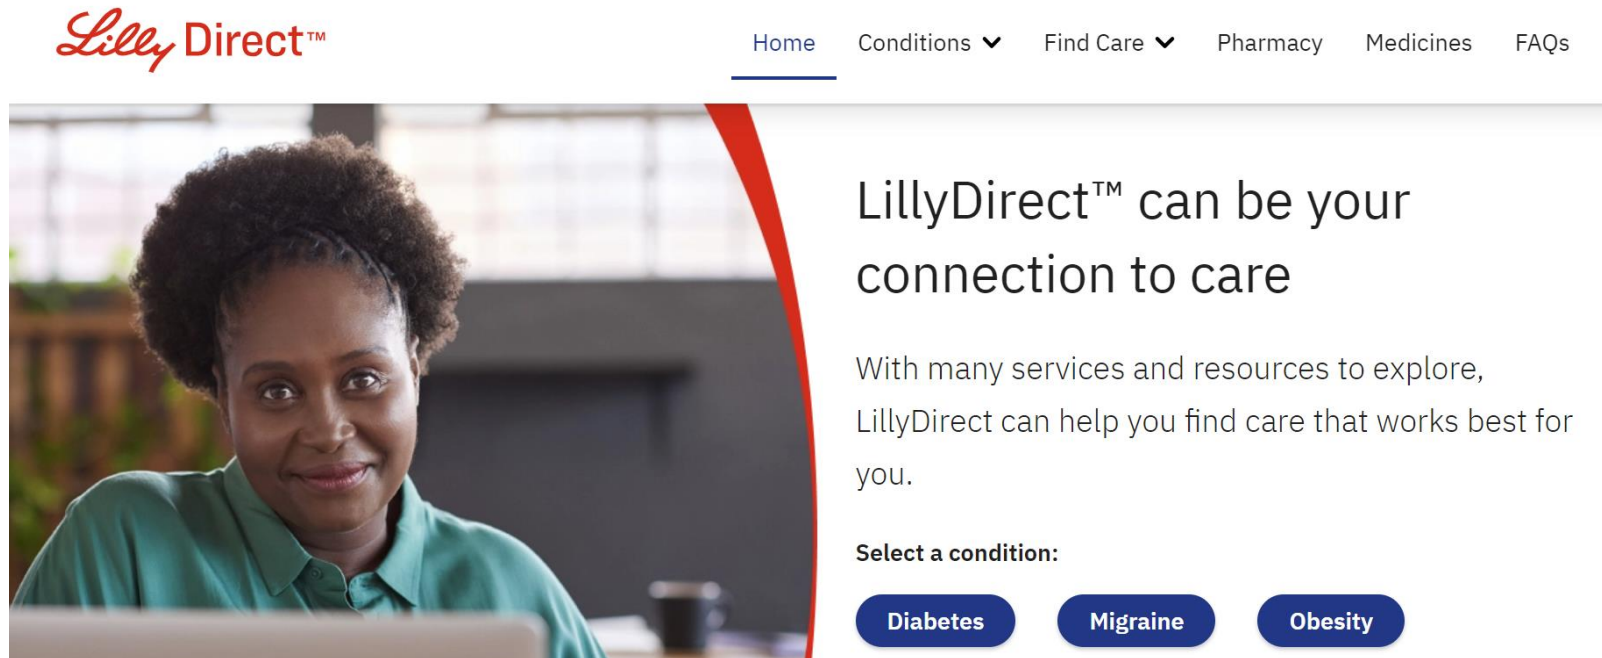 Lilly Direct™
Home Conditions Find Care Pharmacy Medicines FAQs
LillyDirect™ can be your
connection to care
With many services and resources to explore,
LillyDirect can help you find care that works best for
you.
Select a condition:
Diabetes Migraine Obesity